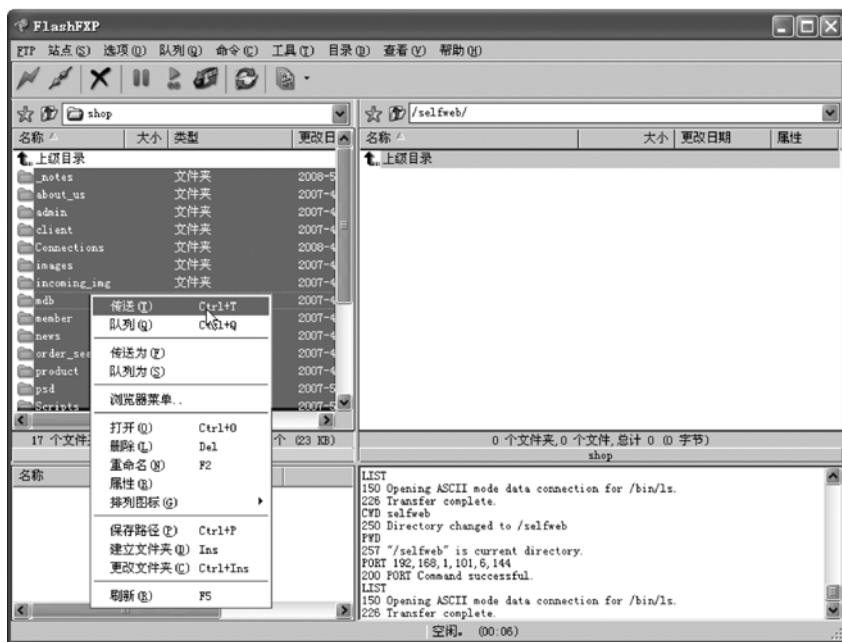 FlashFXP
FTP 站点(S) 选项(O) 队列(Q) 命令(C) 工具(T) 目录(D) 查看(V) 帮助(H)
shop
/selfweb/
名称 大小 类型 更改日
名称 大小 更改日期 属性
上级目录
上级目录
_notes 文件夹 2008-5
about_us 文件夹 2007-4
admin 文件夹 2007-4
client 文件夹 2007-4
Connections 文件夹 2008-4
images 文件夹 2007-4
incoming_img 文件夹 2007-4
mdb 2007-4
member 2007-4
news 2007-4
order_see 2007-4
product 2007-4
psd 2007-5
Scripts 2007-5
传送(T) Ctrl+T
队列(Q) Ctrl+Q
传送为(F)
队列为(S)
浏览器菜单..
打开(O) Ctrl+O
删除(L) Del
重命名(N) F2
属性(R)
排列图标(G)
保存路径(P) Ctrl+P
建立文件夹(D) Ins
更改文件夹(C) Ctrl+Ins
刷新(R) F5
17 个文件 个 (23 KB)
0 个文件夹,0 个文件,总计 0 (0 字节)
shop
名称
LIST
150 Opening ASCII mode data connection for /bin/ls.
226 Transfer complete.
CWD selfweb
250 Directory changed to /selfweb
PWD
257 "/selfweb" is current directory.
PORT 192,168,1,101,6,144
200 PORT Command successful.
LIST
150 Opening ASCII mode data connection for /bin/ls.
226 Transfer complete.
空闲。 (00:06)